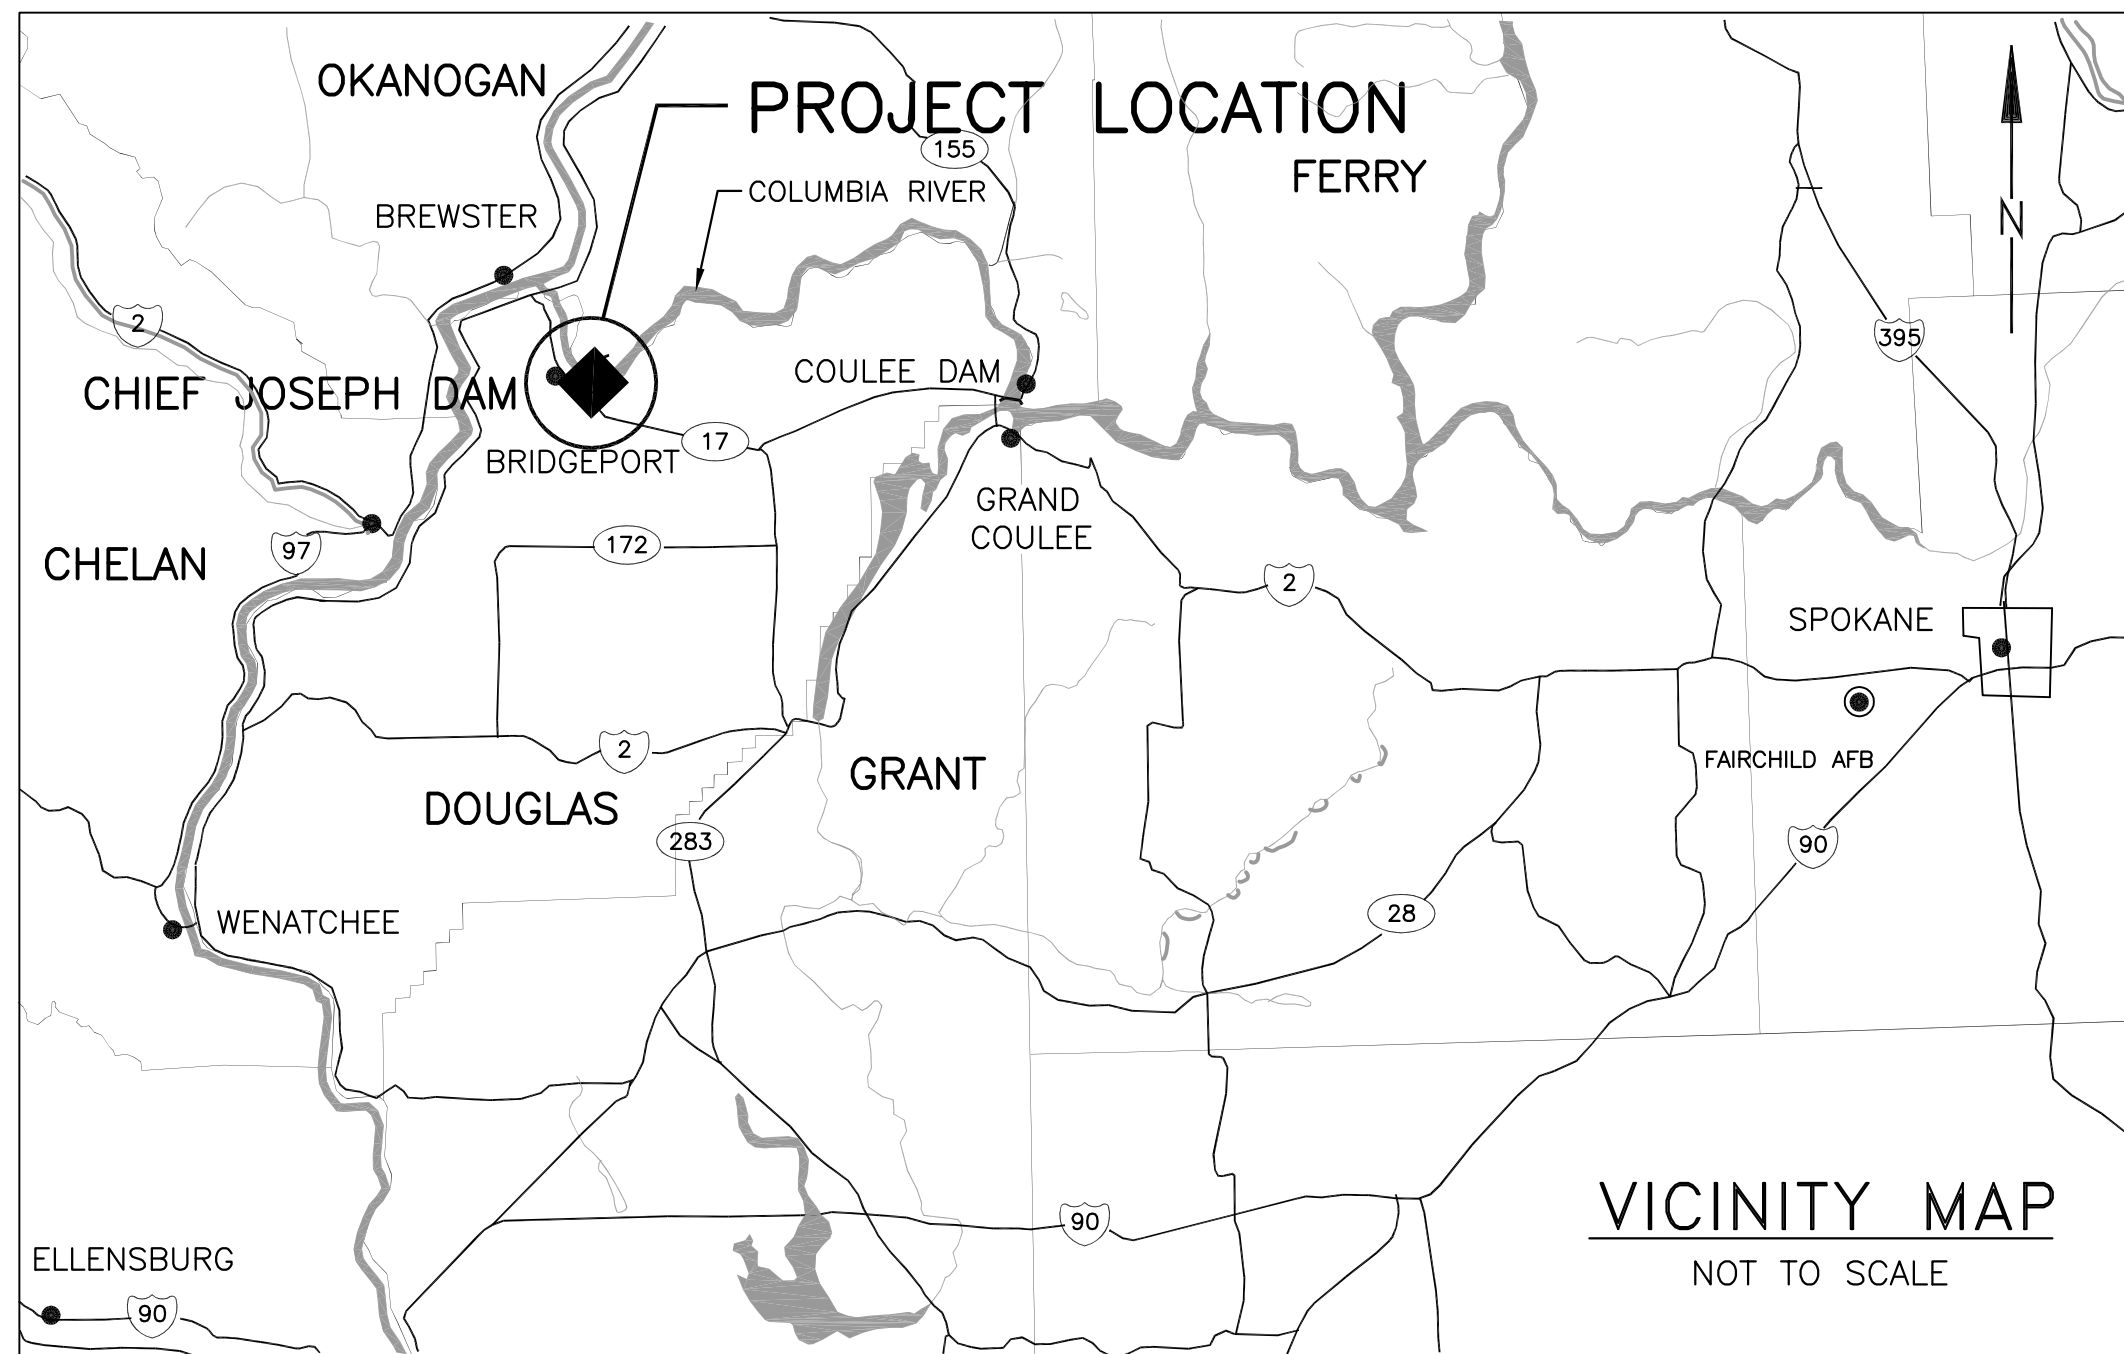 OKANOGAN
PROJECT LOCATION
155
FERRY
COLUMBIA RIVER
BREWSTER
N
2
395
COULEE DAM
CHIEF JOSEPH DAM
17
BRIDGEPORT
GRAND
COULEE
172
97
CHELAN
2
SPOKANE
2
FAIRCHILD AFB
GRANT
DOUGLAS
283
90
28
WENATCHEE
90
VICINITY MAP
NOT TO SCALE
ELLENSBURG
90